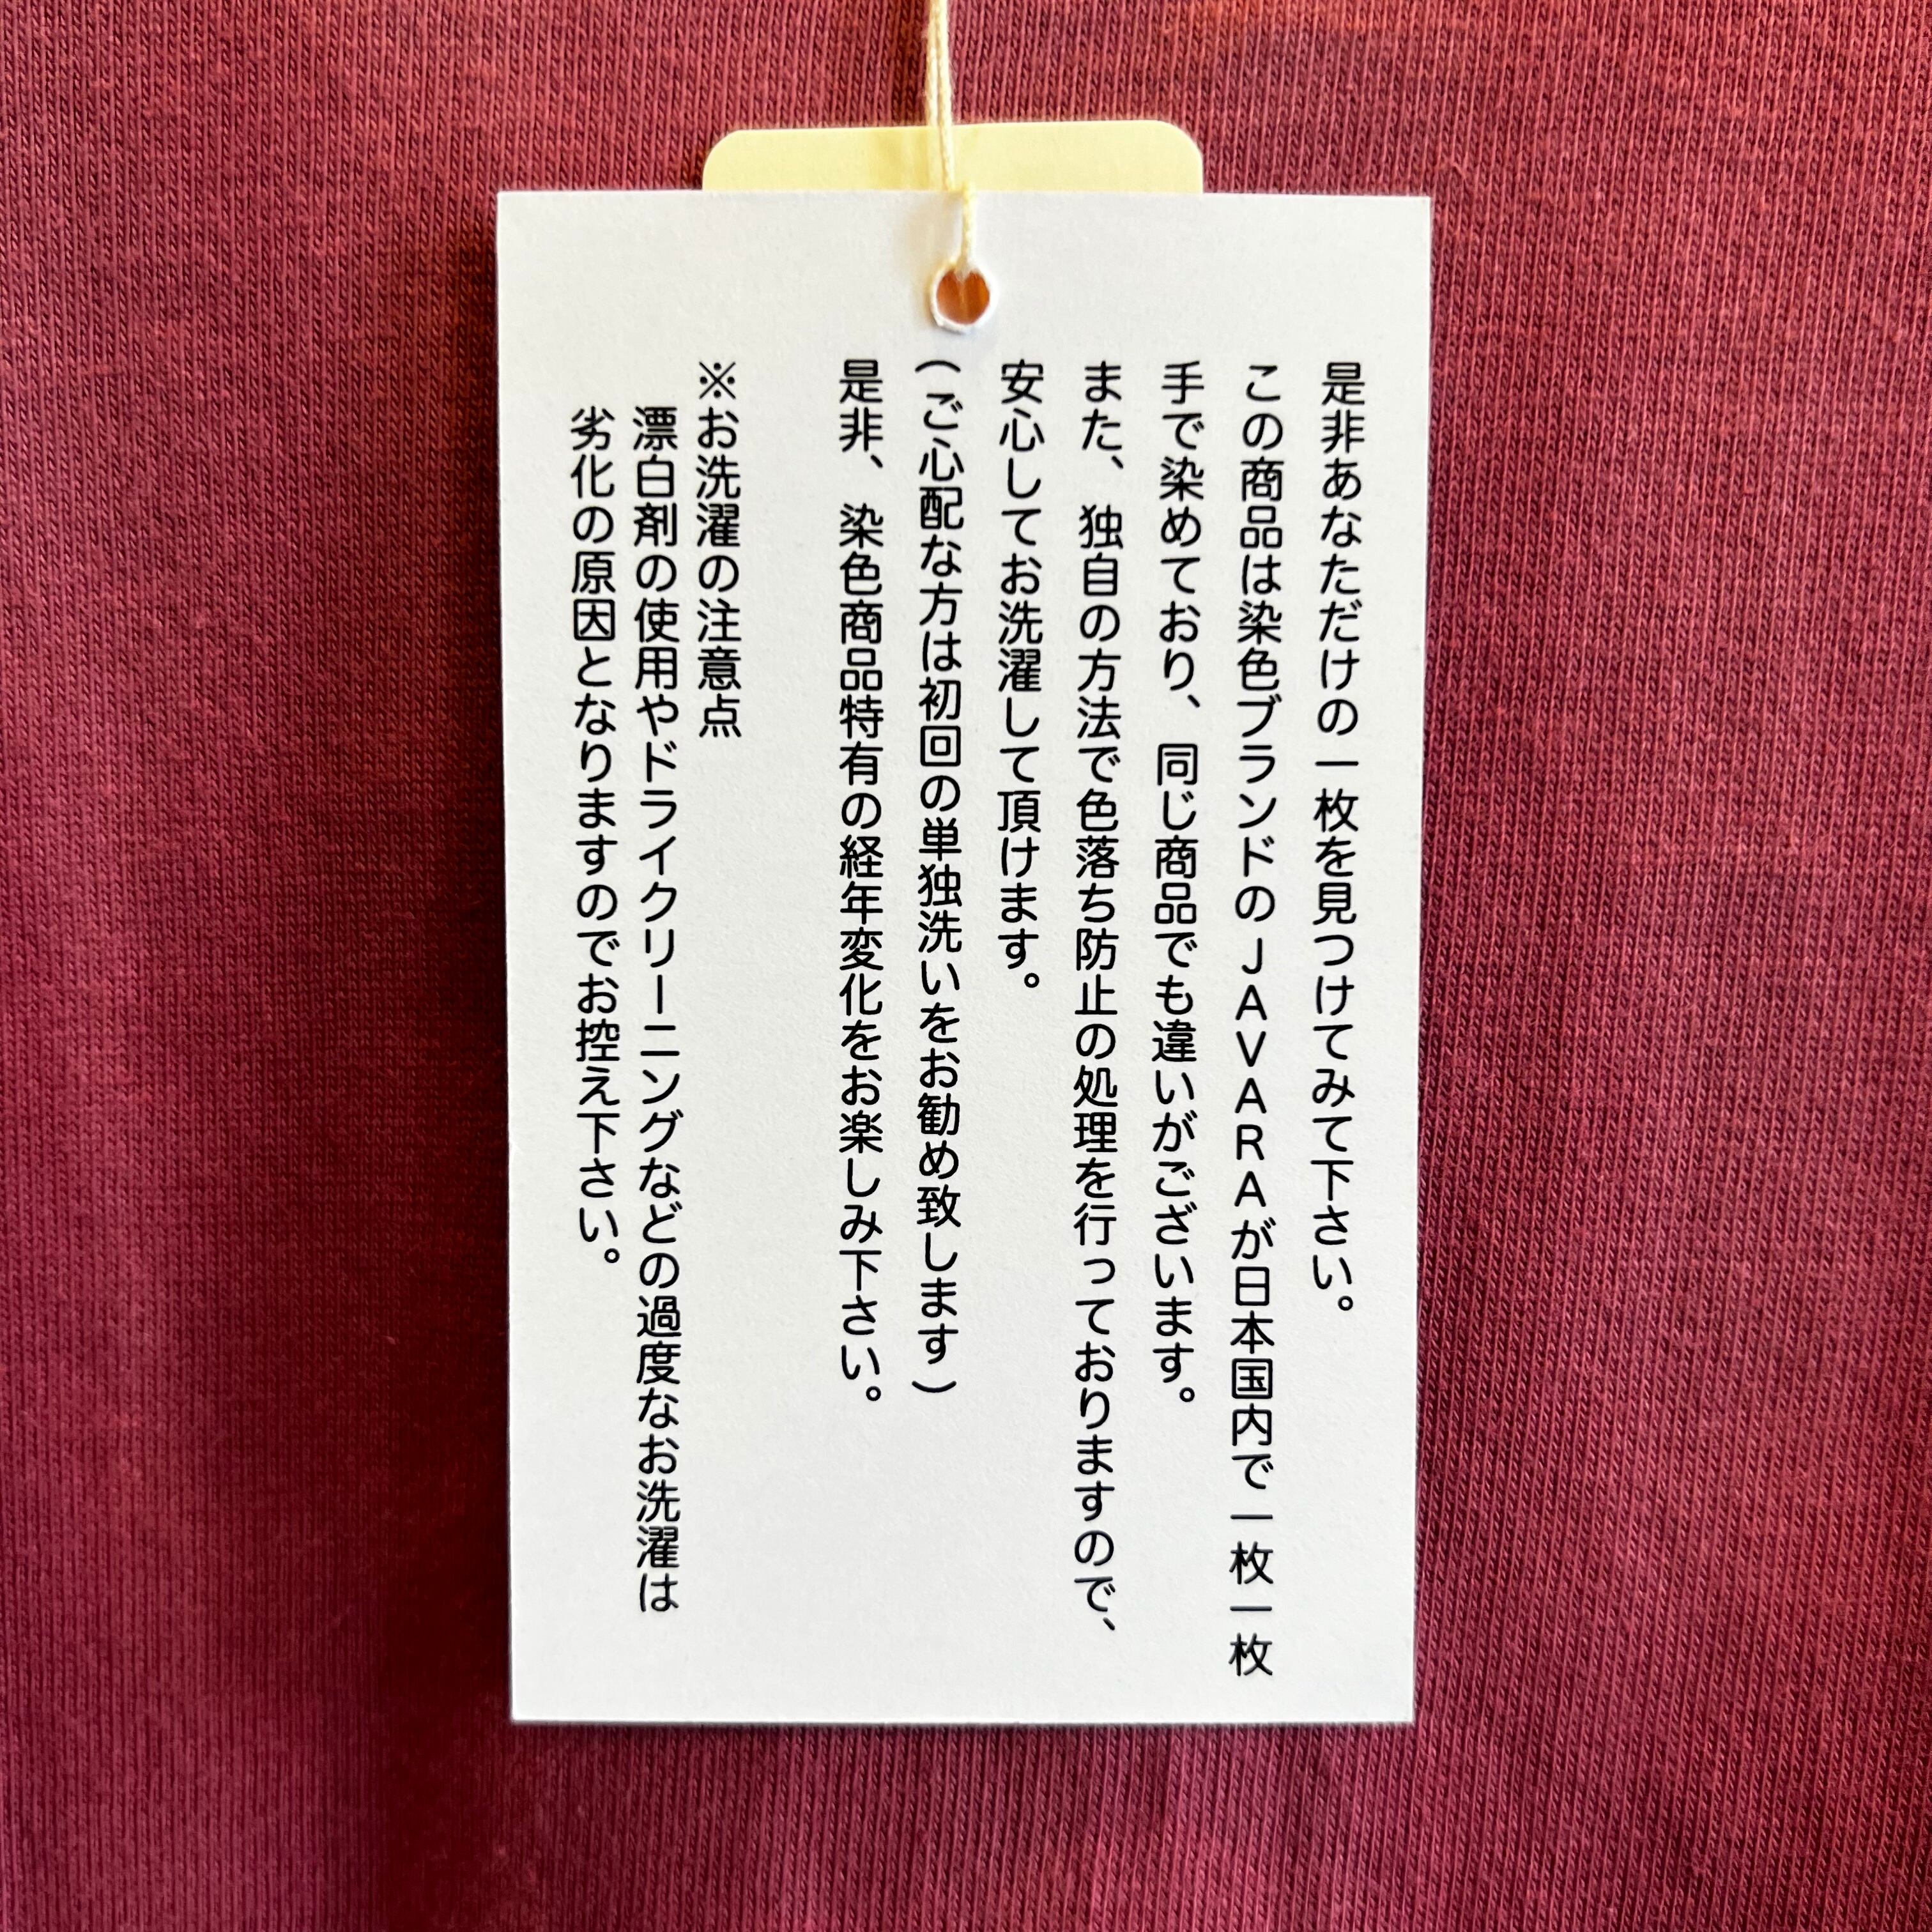 是非あなただけの一枚を見つけてみて下さい。
この商品は染色ブランドのJAVARAが日本国内で一枚一枚
手で染めており、同じ商品でも違いがございます。
また、独自の方法で色落ち防止の処理を行っておりますので、
安心してお洗濯して頂けます。
(ご心配な方は初回の単独洗いをお勧め致します)
是非、染色商品特有の経年変化をお楽しみ下さい。
※お洗濯の注意点
漂白剤の使用やドライクリーニングなどの過度なお洗濯は
劣化の原因となりますのでお控え下さい。